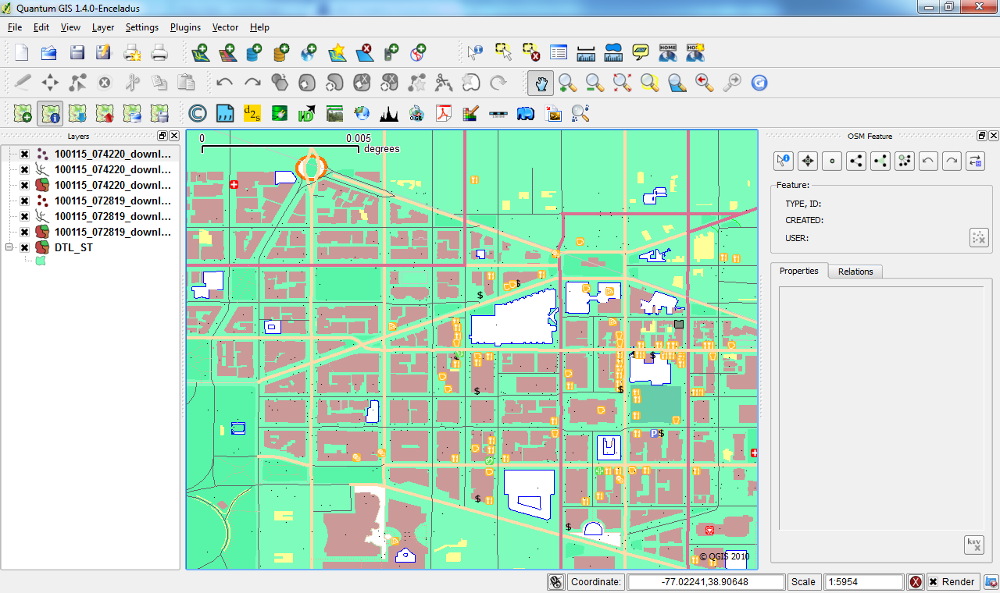 Quantum GIS 1.4.0-Enceladus
File Edit View Layer Settings Plugins Vector Help
Layers
100115_074220_downl...
100115_074220_downl...
100115_074220_downl...
100115_072819_downl...
100115_072819_downl...
100115_072819_downl...
DTL_ST
0 0.005
degrees
© QGIS 2010
OSM Feature
Feature:
TYPE, ID:
CREATED:
USER:
Properties Relations
Coordinate: -77.02241,38.90648 Scale 1:5954 Render